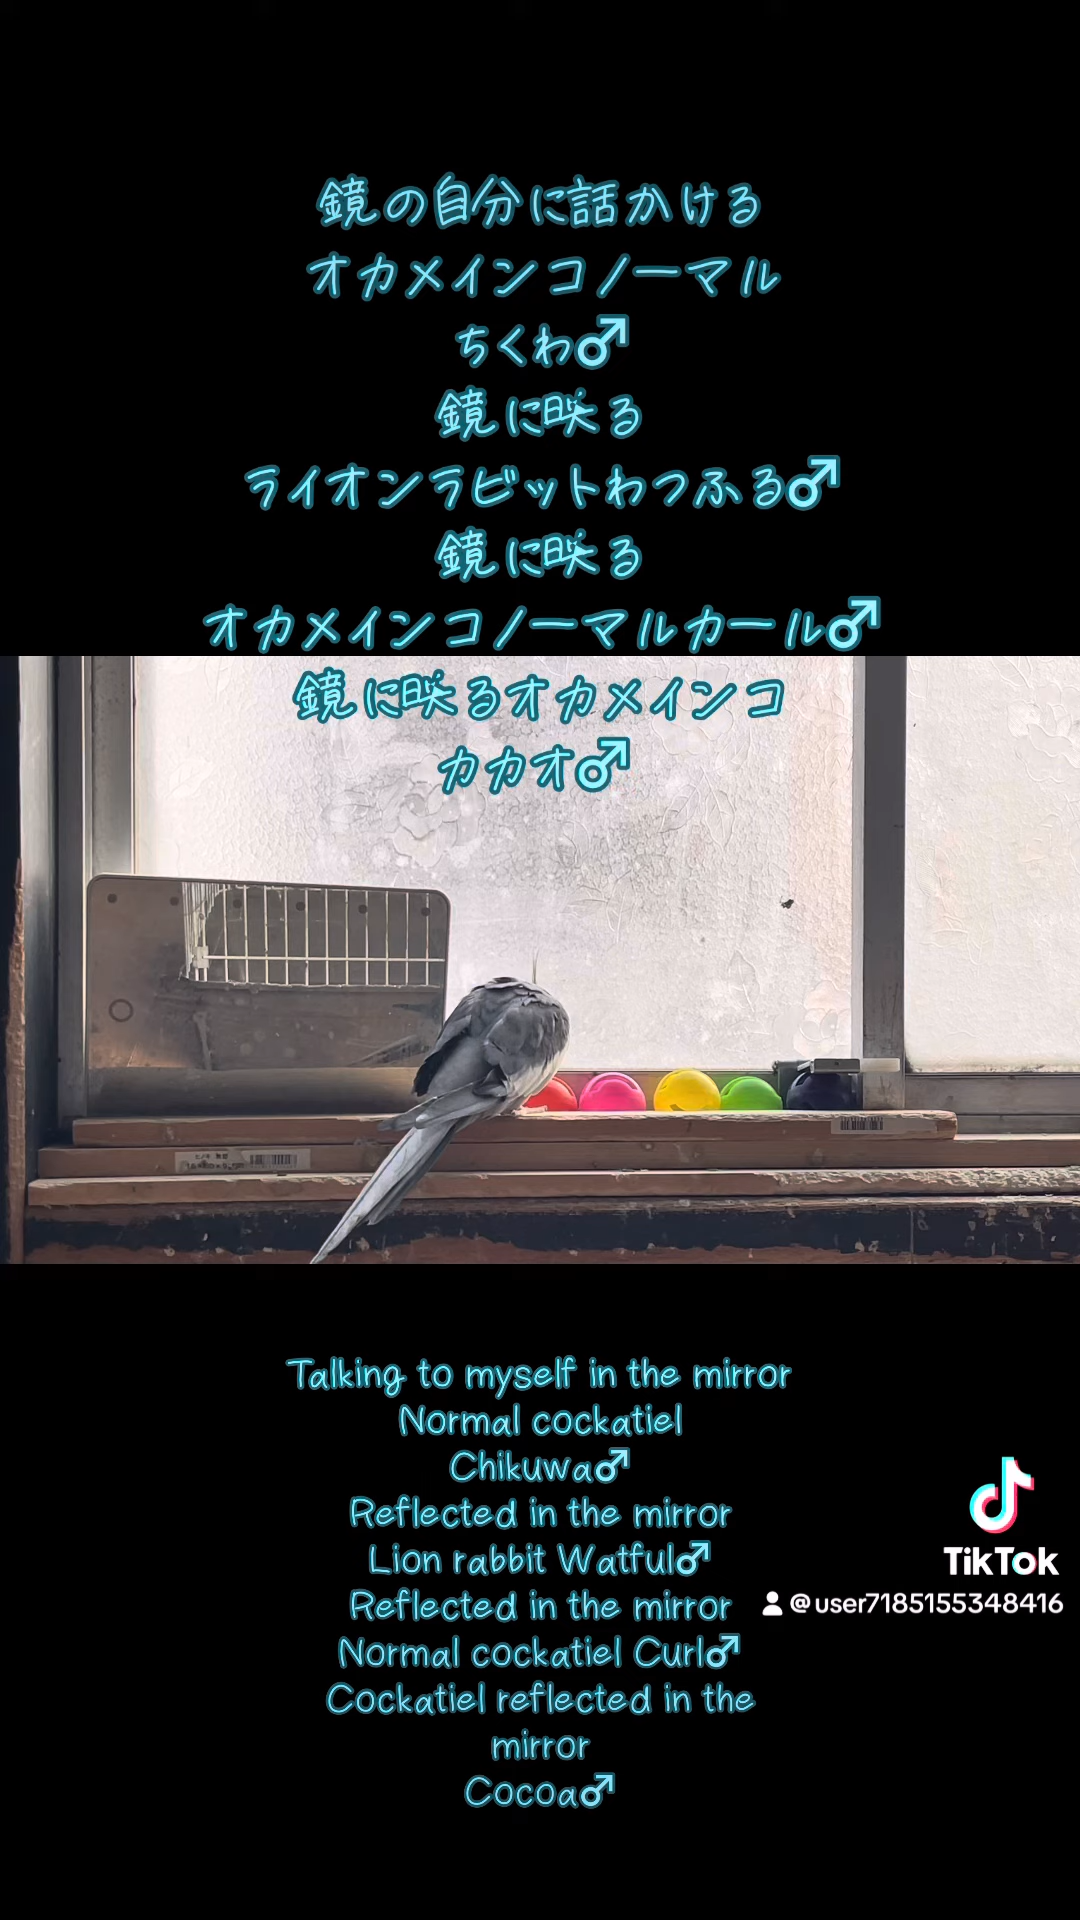 鏡の自分に話かける
オカメインコノーマル
ちくわ♂
鏡に映る
ライオンラビットわつふる♂
鏡に映る
オカメインコノーマルカール♂
鏡に映るオカメインコ
カカオ♂
Talking to myself in the mirror
Normal cockatiel
Chikuwa♂
Reflected in the mirror
Lion rabbit Watful♂
Reflected in the mirror
Normal cockatiel Curl♂
Cockatiel reflected in the
mirror
Cocoa♂
TikTok
@user7185155348416